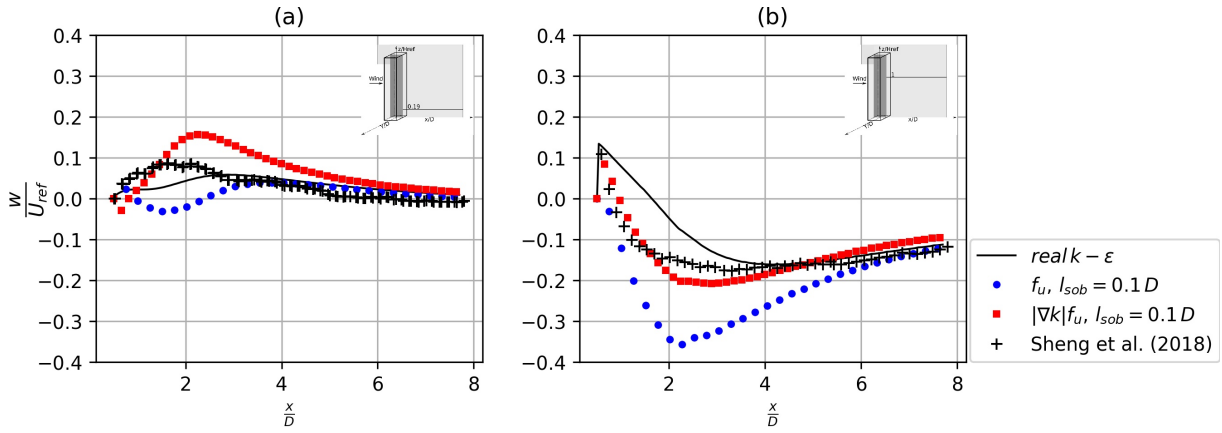 (a)
0.4
0.3
0.2
0.1
0.0
−0.1
−0.2
−0.3
−0.4
w
U_ref
2
4
6
8
x
D
z/Href
Wind
0.19
x/D
Y/D
(b)
0.4
0.3
0.2
0.1
0.0
−0.1
−0.2
−0.3
−0.4
2
4
6
8
x
D
z/Href
Wind
1
x/D
Y/D
real k − ε
f_u, l_sob = 0.1 D
|∇k|f_u, l_sob = 0.1 D
Sheng et al. (2018)